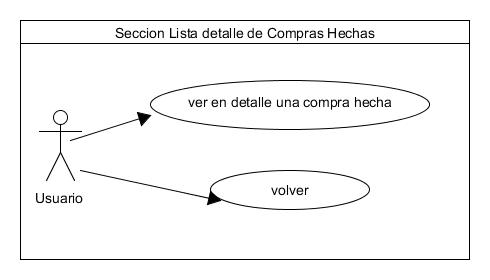 Seccion Lista detalle de Compras Hechas
ver en detalle una compra hecha
Usuario
volver